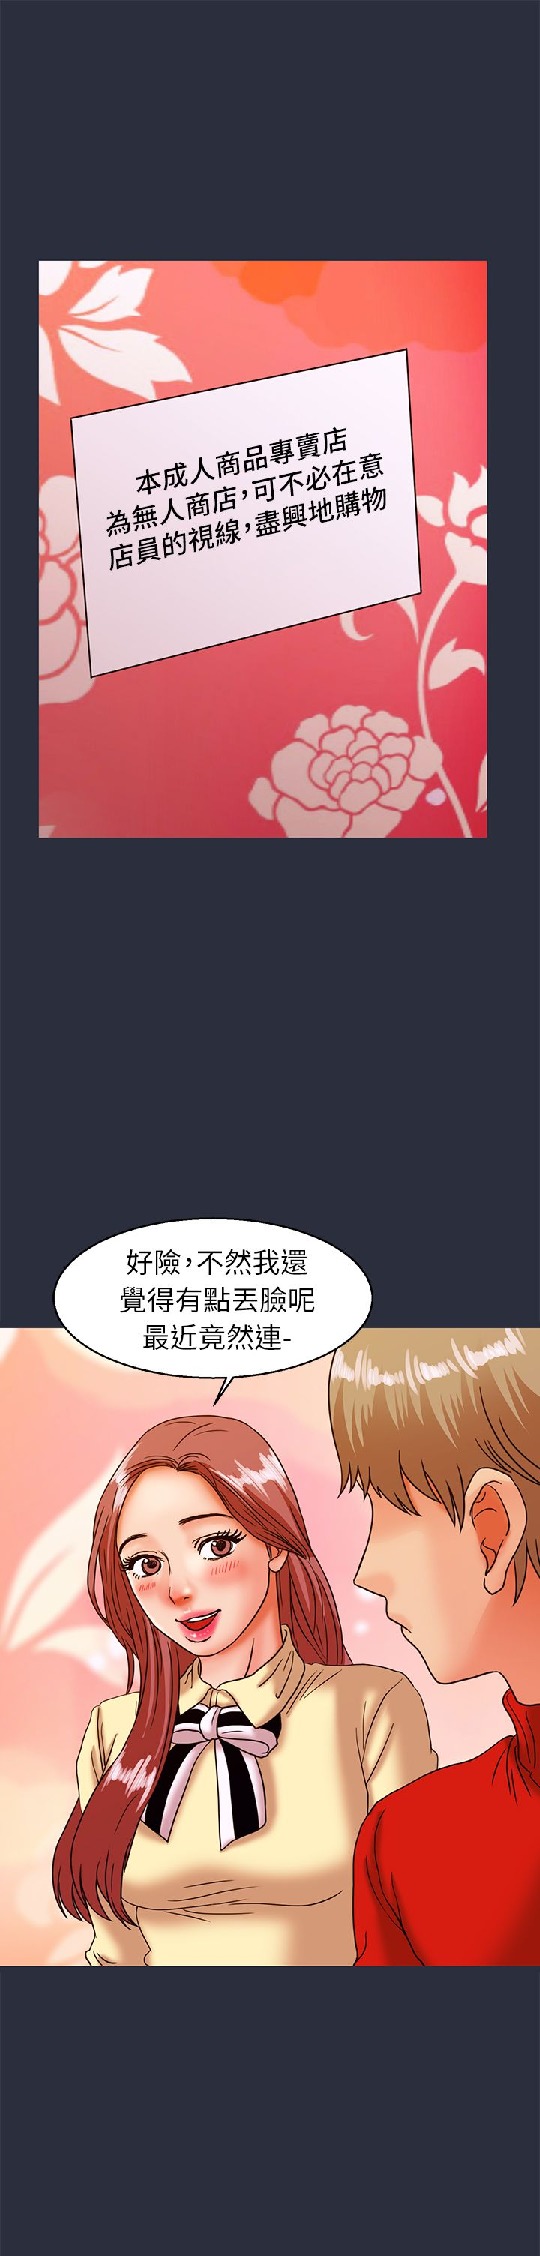 本成人商品專賣店
為無人商店，可不必在意
店員的視線，盡興地購物
好險，不然我還
覺得有點丟臉呢
最近竟然連-